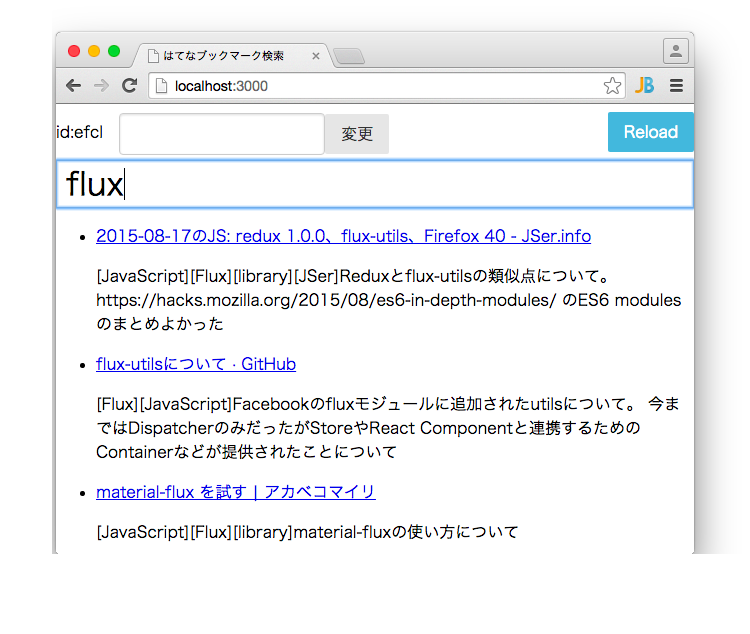 はてなブックマーク検索
localhost:3000
id:efcl 変更 Reload
flux
2015-08-17のJS: redux 1.0.0、flux-utils、Firefox 40 - JSer.info
[JavaScript][Flux][library][JSer]Reduxとflux-utilsの類似点について。
https://hacks.mozilla.org/2015/08/es6-in-depth-modules/ のES6 modules
のまとめよかった
flux-utilsについて · GitHub
[Flux][JavaScript]Facebookのfluxモジュールに追加されたutilsについて。 今ま
ではDispatcherのみだったがStoreやReact Componentと連携するための
Containerなどが提供されたことについて
material-flux を試す | アカベコマイリ
[JavaScript][Flux][library]material-fluxの使い方について